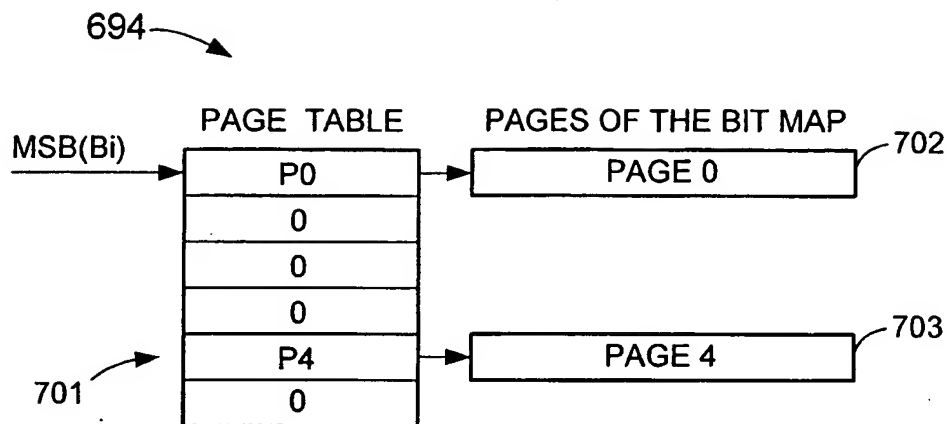 694
PAGE TABLE PAGES OF THE BIT MAP
MSB(Bi)
P0 PAGE 0 702
0
0
0
P4 PAGE 4 703
701
0